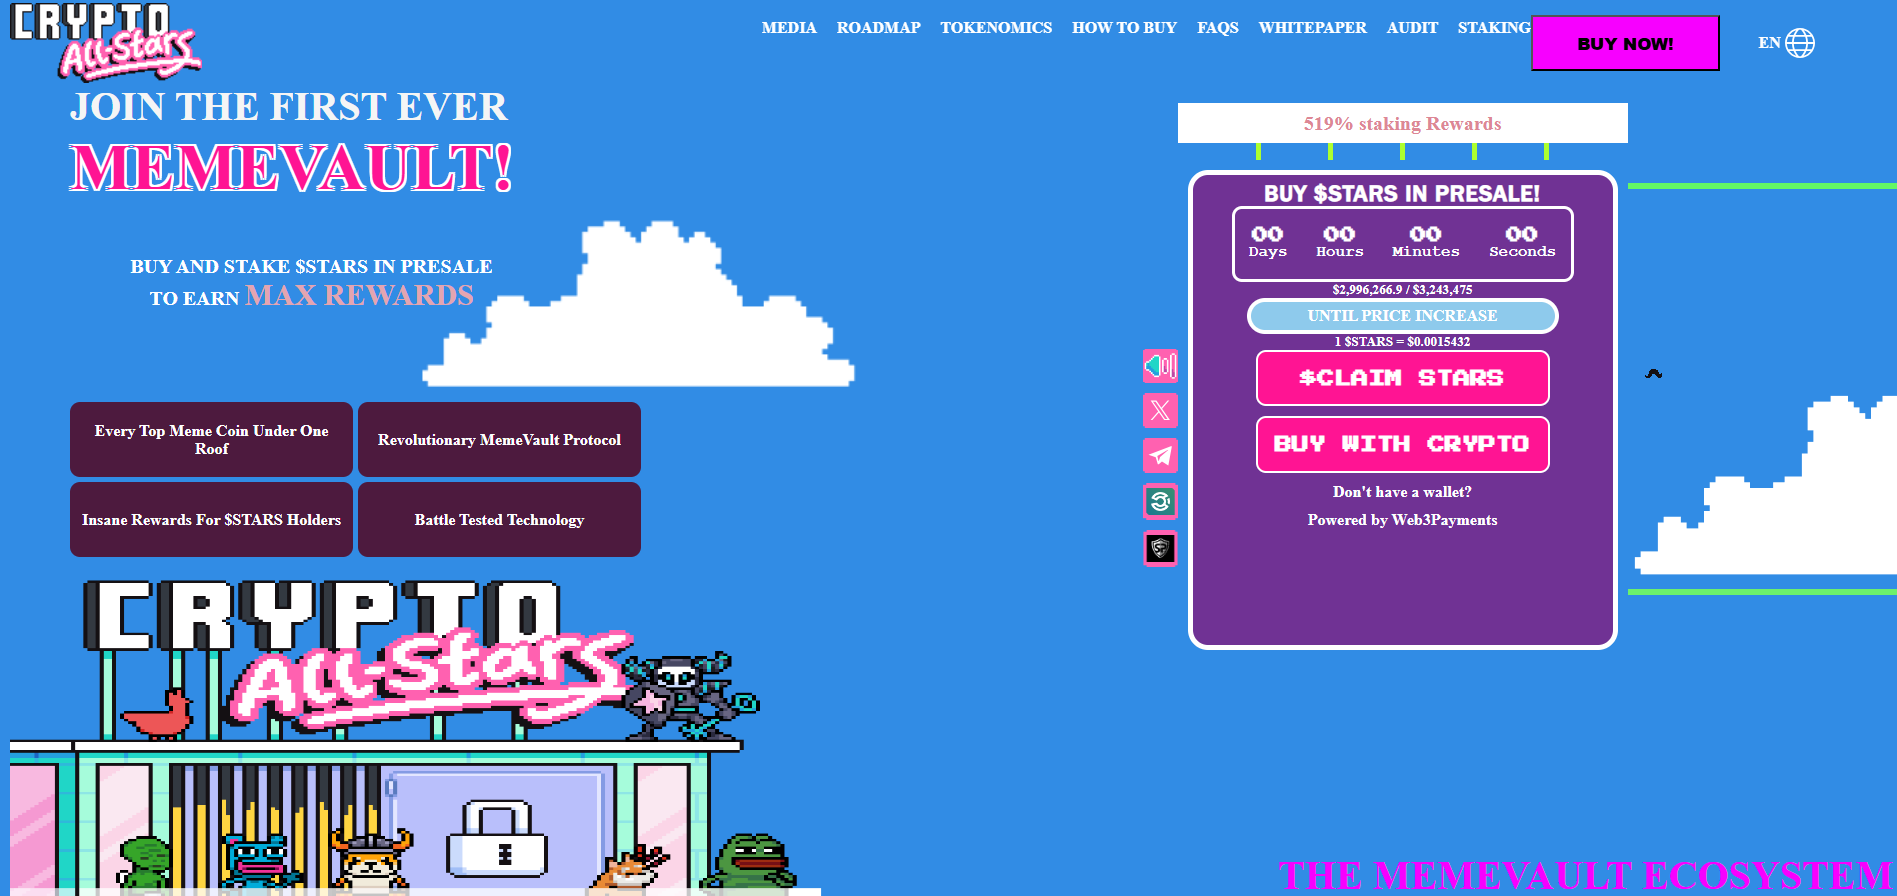 CRYPTO
All-Stars
MEDIA ROADMAP TOKENOMICS HOW TO BUY FAQS WHITEPAPER AUDIT STAKING
BUY NOW!
EN
JOIN THE FIRST EVER
MEMEVAULT!
BUY AND STAKE $STARS IN PRESALE
TO EARN MAX REWARDS
Every Top Meme Coin Under One
Roof
Revolutionary MemeVault Protocol
Insane Rewards For $STARS Holders
Battle Tested Technology
519% staking Rewards
BUY $STARS IN PRESALE!
00 00 00 00
Days Hours Minutes Seconds
$2,996,266.9 / $3,243,475
UNTIL PRICE INCREASE
1 $STARS = $0.0015432
$CLAIM STARS
BUY WITH CRYPTO
Don't have a wallet?
Powered by Web3Payments
CRYPTO
All-Stars
THE MEMEVAULT ECOSYSTEM